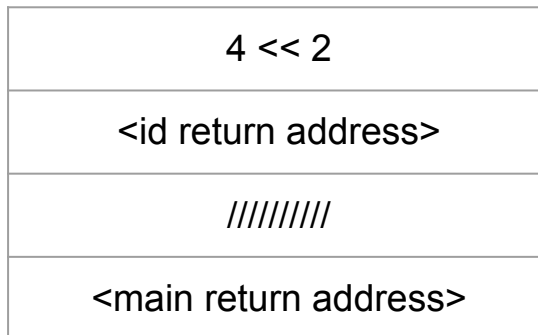 4 << 2
<id return address>
//////////
<main return address>